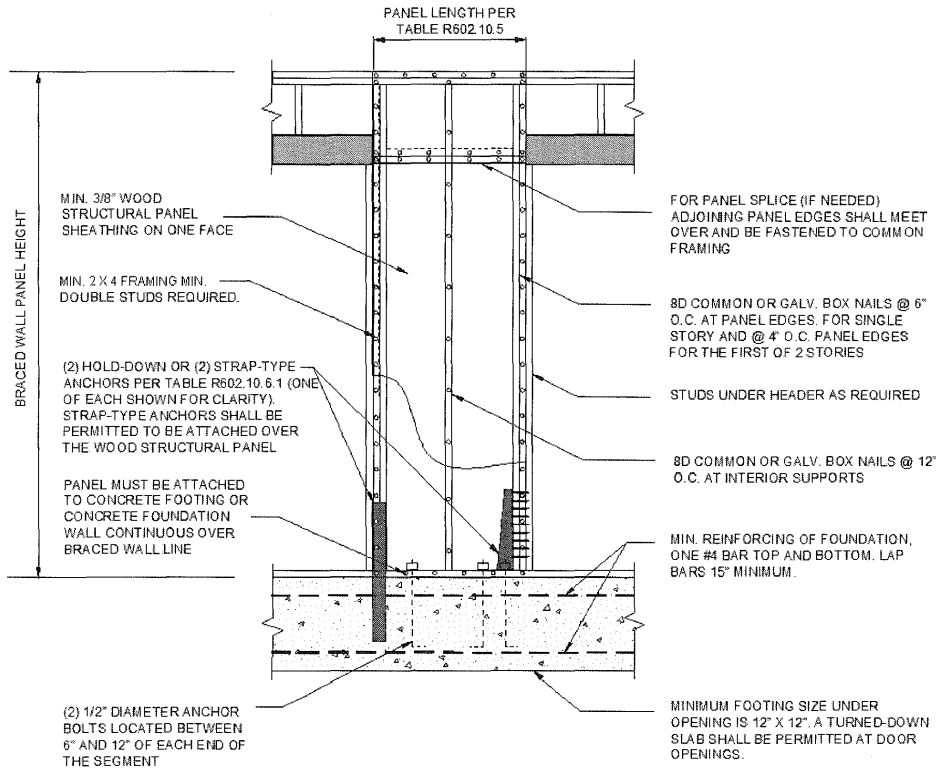 PANEL LENGTH PER
TABLE R602.10.5
BRACED WALL PANEL HEIGHT
MIN. 3/8" WOOD
STRUCTURAL PANEL
SHEATHING ON ONE FACE
MIN. 2 X 4 FRAMING MIN.
DOUBLE STUDS REQUIRED.
(2) HOLD-DOWN OR (2) STRAP-TYPE
ANCHORS PER TABLE R602.10.6.1 (ONE
OF EACH SHOWN FOR CLARITY).
STRAP-TYPE ANCHORS SHALL BE
PERMITTED TO BE ATTACHED OVER
THE WOOD STRUCTURAL PANEL
PANEL MUST BE ATTACHED
TO CONCRETE FOOTING OR
CONCRETE FOUNDATION
WALL CONTINUOUS OVER
BRACED WALL LINE
(2) 1/2" DIAMETER ANCHOR
BOLTS LOCATED BETWEEN
6" AND 12" OF EACH END OF
THE SEGMENT
FOR PANEL SPLICE (IF NEEDED)
ADJOINING PANEL EDGES SHALL MEET
OVER AND BE FASTENED TO COMMON
FRAMING
8D COMMON OR GALV. BOX NAILS @ 6"
O.C. AT PANEL EDGES. FOR SINGLE
STORY AND @ 4" O.C. PANEL EDGES
FOR THE FIRST OF 2 STORIES
STUDS UNDER HEADER AS REQUIRED
8D COMMON OR GALV. BOX NAILS @ 12"
O.C. AT INTERIOR SUPPORTS
MIN. REINFORCING OF FOUNDATION,
ONE #4 BAR TOP AND BOTTOM. LAP
BARS 15" MINIMUM.
MINIMUM FOOTING SIZE UNDER
OPENING IS 12" X 12". A TURNED-DOWN
SLAB SHALL BE PERMITTED AT DOOR
OPENINGS.